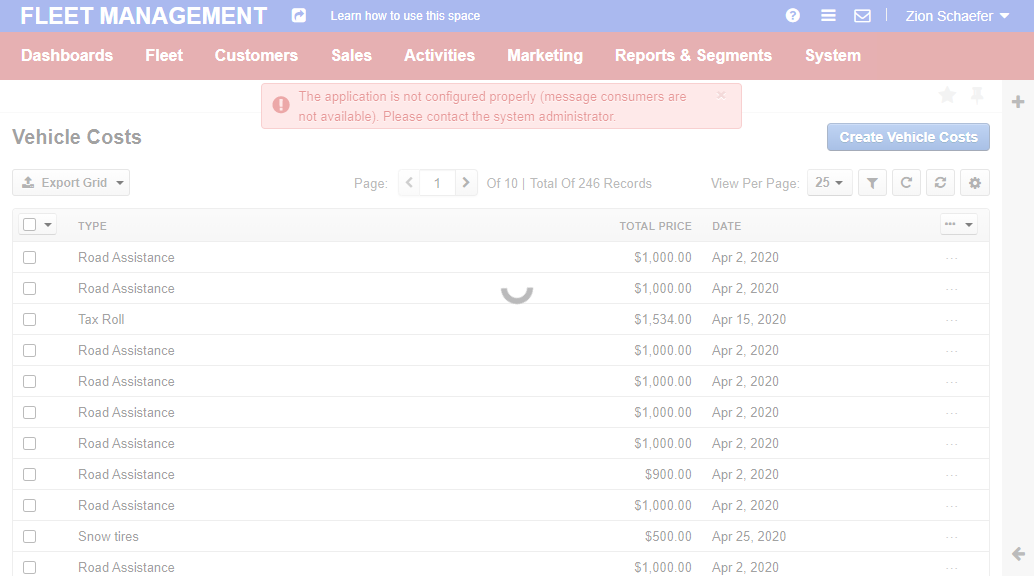 FLEET MANAGEMENT Learn how to use this space Zion Schaefer
Dashboards Fleet Customers Sales Activities Marketing Reports & Segments System
The application is not configured properly (message consumers are
not available). Please contact the system administrator.
Vehicle Costs
Create Vehicle Costs
Export Grid Page: 1 Of 10 | Total Of 246 Records View Per Page: 25
TYPE TOTAL PRICE DATE
Road Assistance $1,000.00 Apr 2, 2020
Road Assistance $1,000.00 Apr 2, 2020
Tax Roll $1,534.00 Apr 15, 2020
Road Assistance $1,000.00 Apr 2, 2020
Road Assistance $1,000.00 Apr 2, 2020
Road Assistance $1,000.00 Apr 2, 2020
Road Assistance $1,000.00 Apr 2, 2020
Road Assistance $900.00 Apr 2, 2020
Road Assistance $1,000.00 Apr 2, 2020
Snow tires $500.00 Apr 25, 2020
Road Assistance $1,000.00 Apr 2, 2020